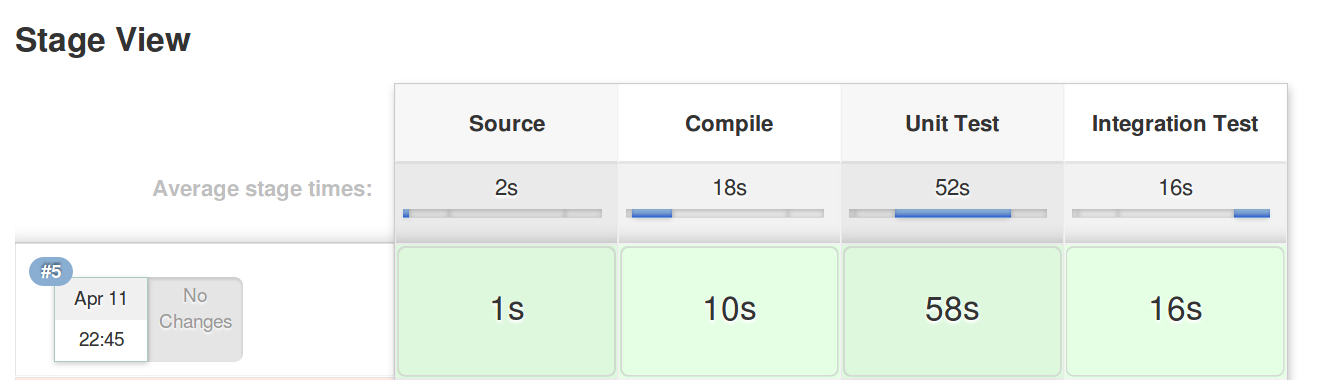 Stage View
Source Compile Unit Test Integration Test
Average stage times: 2s 18s 52s 16s
#5
Apr 11 No Changes
22:45
1s 10s 58s 16s